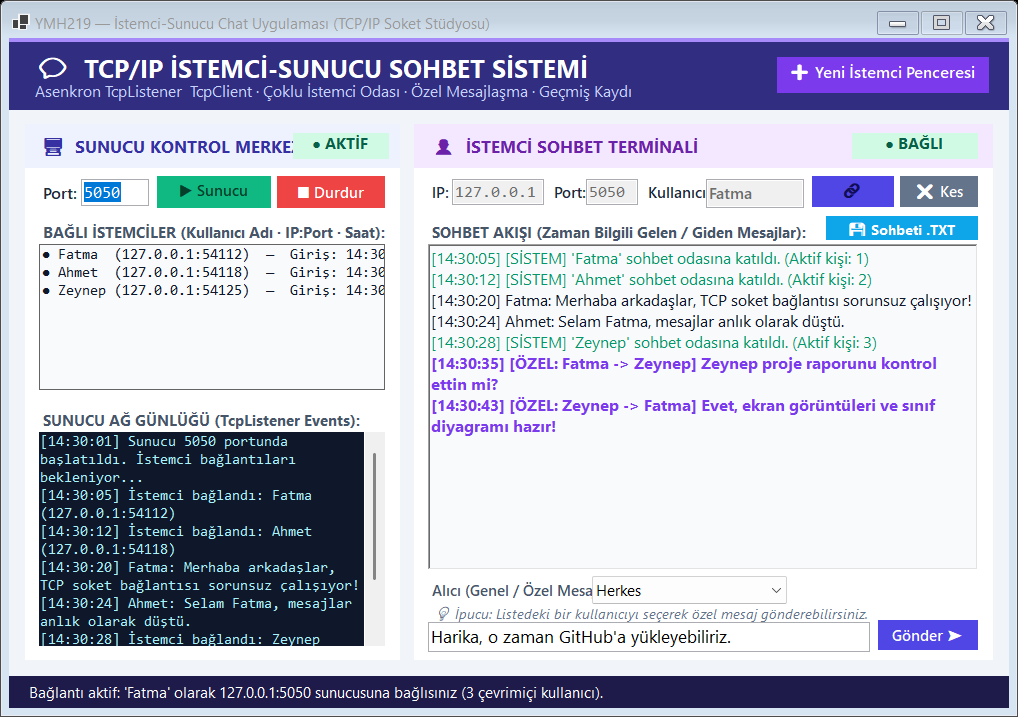 YMH219 — İstemci-Sunucu Chat Uygulaması (TCP/IP Soket Stüdyosu)
TCP/IP İSTEMCİ-SUNUCU SOHBET SİSTEMİ
Asenkron TcpListener TcpClient · Çoklu İstemci Odası · Özel Mesajlaşma · Geçmiş Kaydı
+ Yeni İstemci Penceresi
SUNUCU KONTROL MERKEZ
● AKTİF
Port: 5050 ▶ Sunucu ■ Durdur
BAĞLI İSTEMCİLER (Kullanıcı Adı · IP:Port · Saat):
● Fatma (127.0.0.1:54112) — Giriş: 14:30
● Ahmet (127.0.0.1:54118) — Giriş: 14:30
● Zeynep (127.0.0.1:54125) — Giriş: 14:30
SUNUCU AĞ GÜNLÜĞÜ (TcpListener Events):
[14:30:01] Sunucu 5050 portunda
başlatıldı. İstemci bağlantıları
bekleniyor...
[14:30:05] İstemci bağlandı: Fatma
(127.0.0.1:54112)
[14:30:12] İstemci bağlandı: Ahmet
(127.0.0.1:54118)
[14:30:20] Fatma: Merhaba arkadaşlar,
TCP soket bağlantısı sorunsuz çalışıyor!
[14:30:24] Ahmet: Selam Fatma, mesajlar
anlık olarak düştü.
[14:30:28] İstemci bağlandı: Zeynep
İSTEMCİ SOHBET TERMİNALİ
● BAĞLI
IP: 127.0.0.1 Port: 5050 Kullanıcı Fatma ✕ Kes
SOHBET AKIŞI (Zaman Bilgili Gelen / Giden Mesajlar):
Sohbeti .TXT
[14:30:05] [SİSTEM] 'Fatma' sohbet odasına katıldı. (Aktif kişi: 1)
[14:30:12] [SİSTEM] 'Ahmet' sohbet odasına katıldı. (Aktif kişi: 2)
[14:30:20] Fatma: Merhaba arkadaşlar, TCP soket bağlantısı sorunsuz çalışıyor!
[14:30:24] Ahmet: Selam Fatma, mesajlar anlık olarak düştü.
[14:30:28] [SİSTEM] 'Zeynep' sohbet odasına katıldı. (Aktif kişi: 3)
[14:30:35] [ÖZEL: Fatma -> Zeynep] Zeynep proje raporunu kontrol
ettin mi?
[14:30:43] [ÖZEL: Zeynep -> Fatma] Evet, ekran görüntüleri ve sınıf
diyagramı hazır!
Alıcı (Genel / Özel Mesa Herkes
İpucu: Listedeki bir kullanıcıyı seçerek özel mesaj gönderebilirsiniz.
Harika, o zaman GitHub'a yükleyebiliriz.
Gönder ➤
Bağlantı aktif: 'Fatma' olarak 127.0.0.1:5050 sunucusuna bağlısınız (3 çevrimiçi kullanıcı).